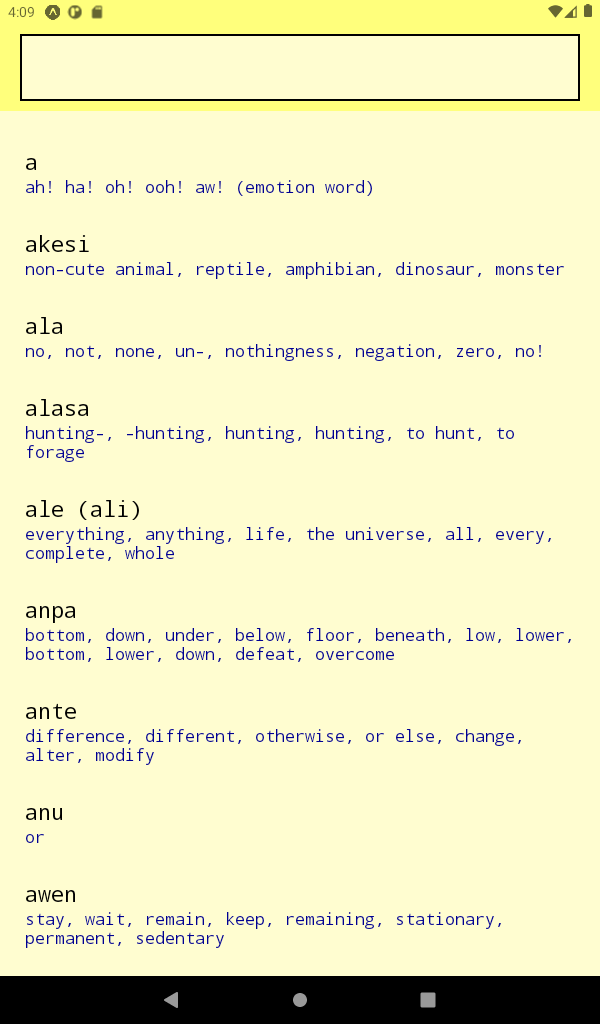 4:09
a
ah! ha! oh! ooh! aw! (emotion word)
akesi
non-cute animal, reptile, amphibian, dinosaur, monster
ala
no, not, none, un-, nothingness, negation, zero, no!
alasa
hunting-, -hunting, hunting, hunting, to hunt, to
forage
ale (ali)
everything, anything, life, the universe, all, every,
complete, whole
anpa
bottom, down, under, below, floor, beneath, low, lower,
bottom, lower, down, defeat, overcome
ante
difference, different, otherwise, or else, change,
alter, modify
anu
or
awen
stay, wait, remain, keep, remaining, stationary,
permanent, sedentary